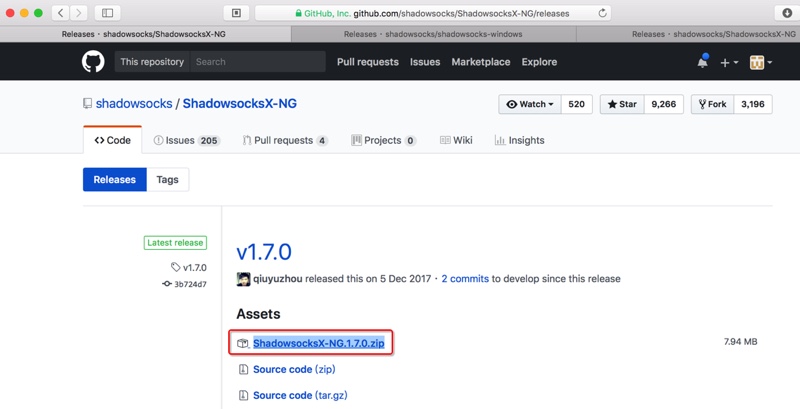 GitHub, Inc. github.com/shadowsocks/ShadowsocksX-NG/releases
Releases - shadowsocks/ShadowsocksX-NG
Releases · shadowsocks/shadowsocks-windows
Releases · shadowsocks/ShadowsocksX-NG
This repository Search Pull requests Issues Marketplace Explore
shadowsocks / ShadowsocksX-NG Watch 520 Star 9,266 Fork 3,196
Code Issues 205 Pull requests 4 Projects 0 Wiki Insights
Releases Tags
Latest release
v1.7.0
3b724d7
v1.7.0
qiuyuzhou released this on 5 Dec 2017 · 2 commits to develop since this release
Assets
ShadowsocksX-NG.1.7.0.zip 7.94 MB
Source code (zip)
Source code (tar.gz)